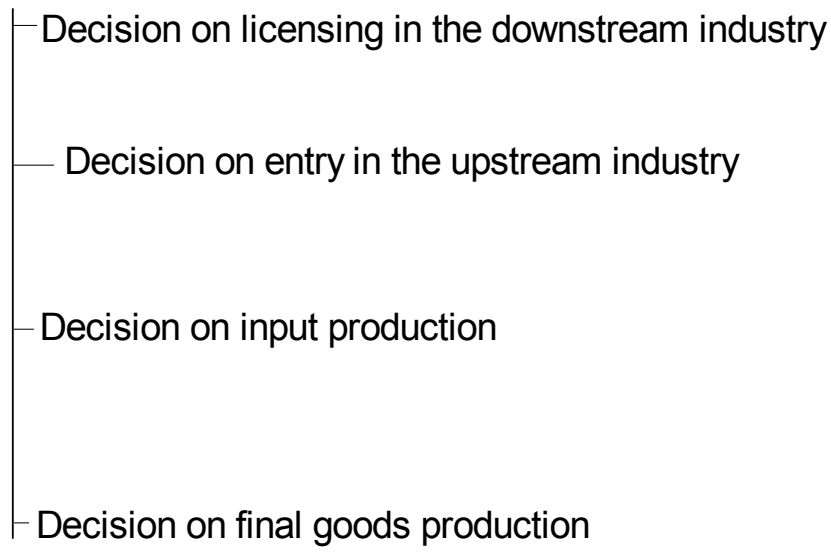 Decision on licensing in the downstream industry
Decision on entry in the upstream industry
Decision on input production
Decision on final goods production